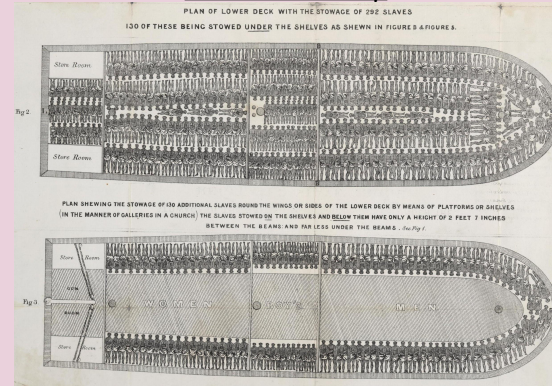 PLAN OF LOWER DECK WITH THE STOWAGE OF 292 SLAVES
130 OF THESE BEING STOWED UNDER THE SHELVES AS SHEWN IN FIGURE B & FIGURE 5.
Store Room
Fig 2
Store Room
PLAN SHEWING THE STOWAGE OF 130 ADDITIONAL SLAVES ROUND THE WINGS OR SIDES OF THE LOWER DECK BY MEANS OF PLATFORMS OR SHELVES
(IN THE MANNER OF GALLERIES IN A CHURCH) THE SLAVES STOWED ON THE SHELVES AND BELOW THEM HAVE ONLY A HEIGHT OF 2 FEET 7 INCHES
BETWEEN THE BEAMS: AND FAR LESS UNDER THE BEAMS. See Fig 1.
Store Room
GUN
Fig 3
WOMEN
BOYS
MEN
ROOM
Store Room